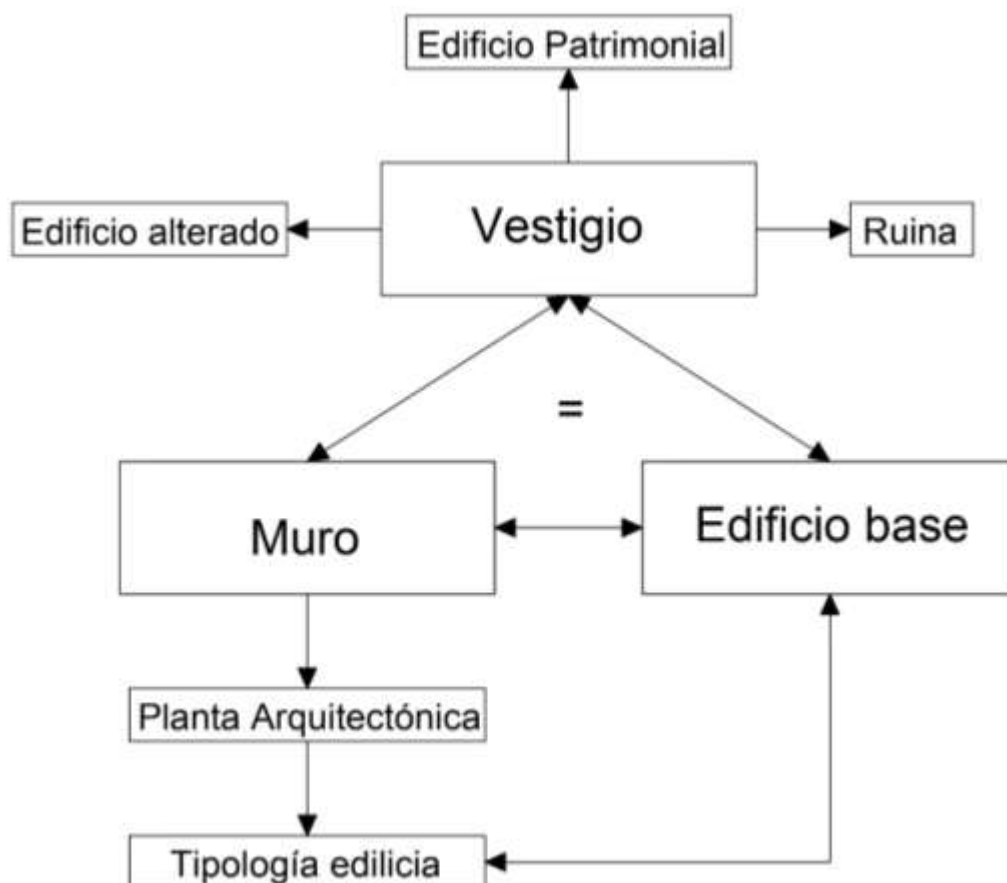 Edificio Patrimonial
Vestigio
Edificio alterado
Ruina
=
Muro
Edificio base
Planta Arquitectónica
Tipología edilicia